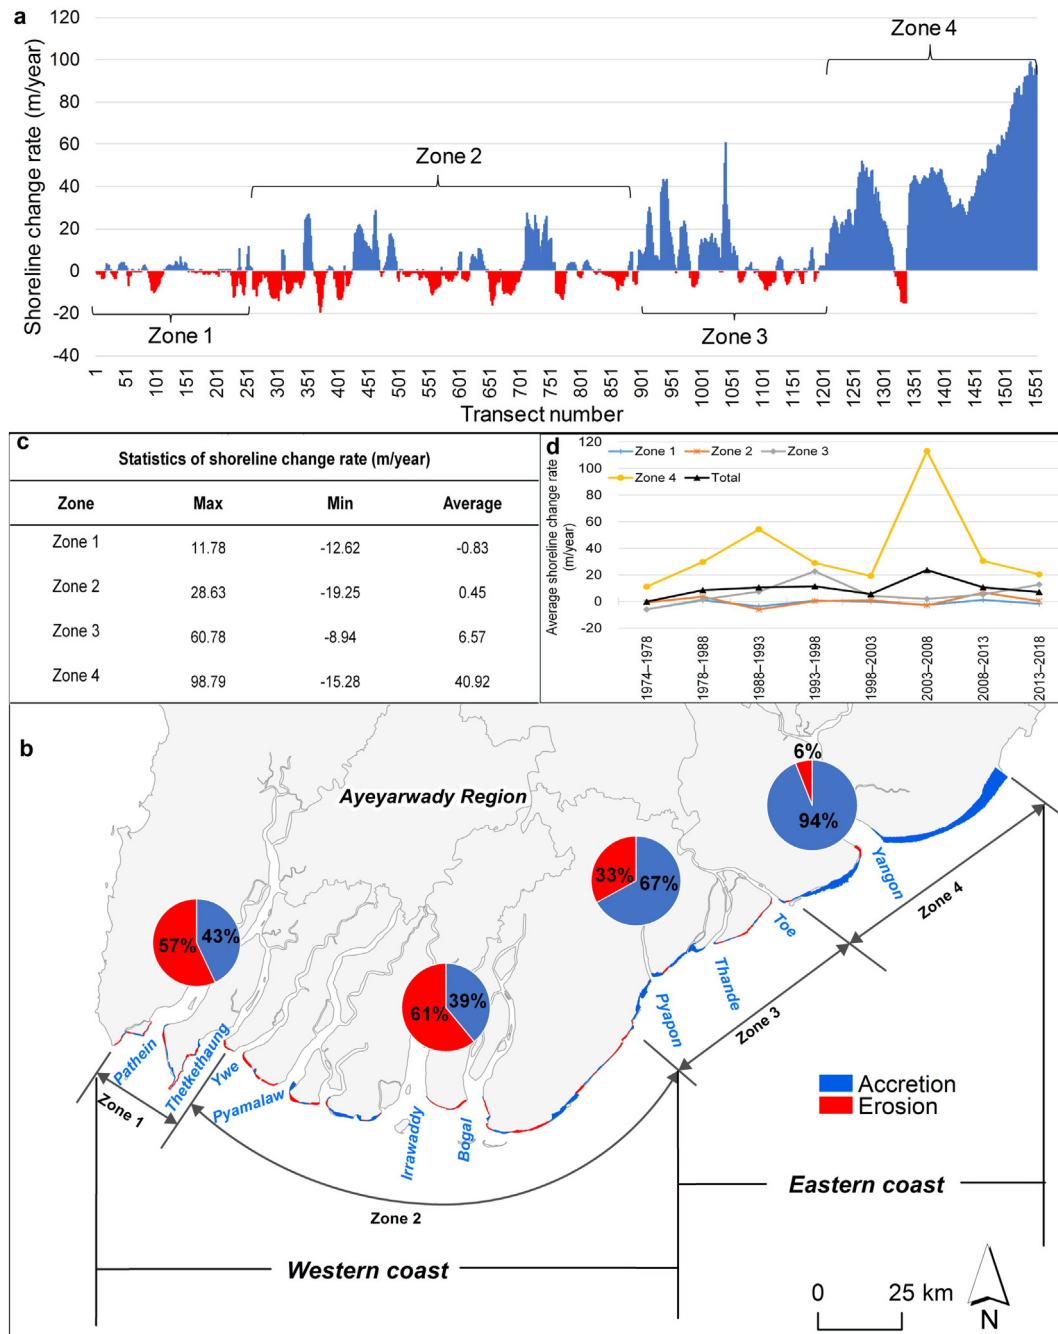 a
Shoreline change rate (m/year)
120
100
80
60
40
20
0
-20
-40
Zone 1
Zone 2
Zone 3
Zone 4
1
51
101
151
201
251
301
351
401
451
501
551
601
651
701
751
801
851
901
951
1001
1051
1101
1151
1201
1251
1301
1351
1401
1451
1501
1551
Transect number
c
Statistics of shoreline change rate (m/year)
Zone Max Min Average
Zone 1 11.78 -12.62 -0.83
Zone 2 28.63 -19.25 0.45
Zone 3 60.78 -8.94 6.57
Zone 4 98.79 -15.28 40.92
d
Average shoreline change rate
(m/year)
120
100
80
60
40
20
0
-20
Zone 1 Zone 2 Zone 3
Zone 4 Total
1974–1978
1978–1988
1988–1993
1993–1998
1998–2003
2003–2008
2008–2013
2013–2018
b
Ayeyarwady Region
6%
94%
33%
67%
57%
43%
61%
39%
Pathein
Thetkethaung
Ywe
Pyamalaw
Irrawaddy
Bogal
Pyapon
Thande
Toe
Yangon
Zone 1
Zone 2
Zone 3
Zone 4
Accretion
Erosion
Western coast
Eastern coast
0 25 km
N